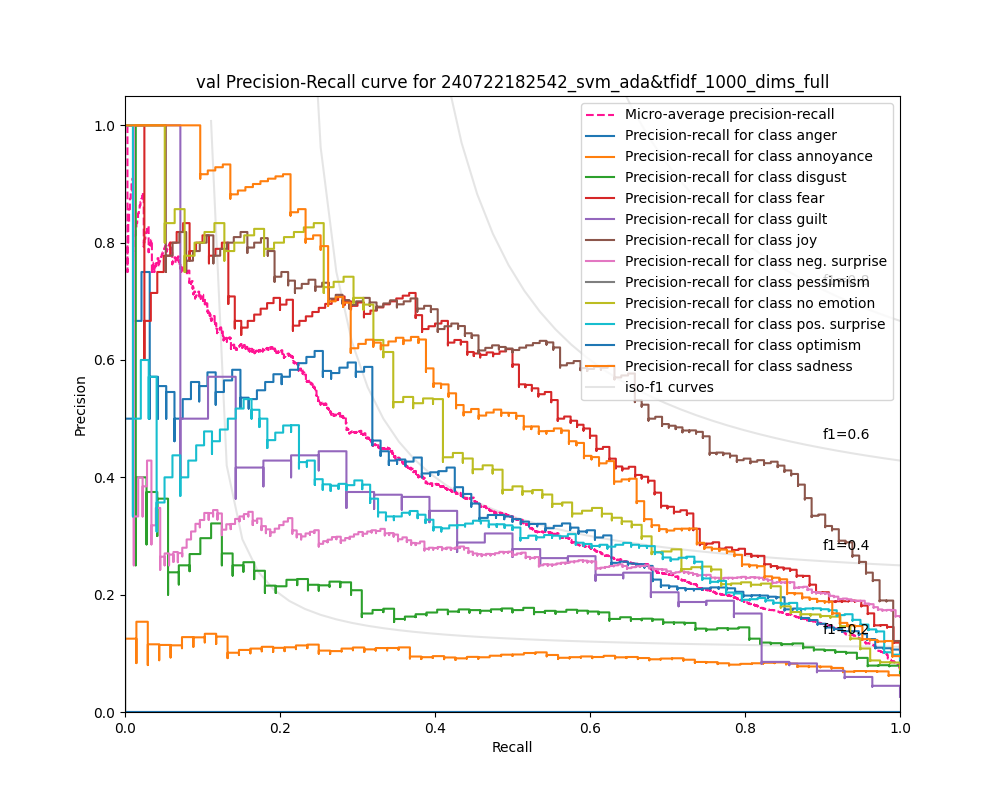 val Precision-Recall curve for 240722182542_svm_ada&tfidf_1000_dims_full
Precision
1.0
0.8
0.6
0.4
0.2
0.0
Micro-average precision-recall
Precision-recall for class anger
Precision-recall for class annoyance
Precision-recall for class disgust
Precision-recall for class fear
Precision-recall for class guilt
Precision-recall for class joy
Precision-recall for class neg. surprise
Precision-recall for class pessimism
Precision-recall for class no emotion
Precision-recall for class pos. surprise
Precision-recall for class optimism
Precision-recall for class sadness
iso-f1 curves
f1=0.8
f1=0.6
f1=0.4
f1=0.2
0.0 0.2 0.4 0.6 0.8 1.0
Recall